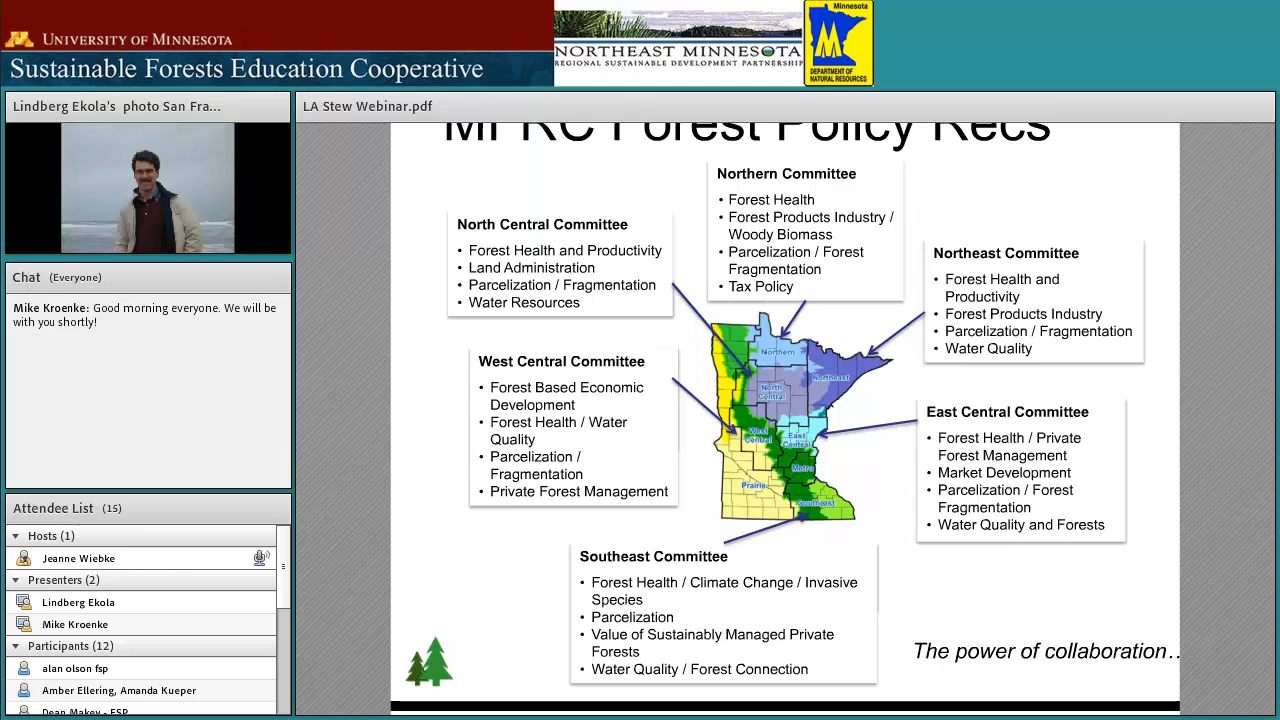 UNIVERSITY OF MINNESOTA
Sustainable Forests Education Cooperative
NORTHEAST MINNESOTA
REGIONAL SUSTAINABLE DEVELOPMENT PARTNERSHIP
Minnesota
DEPARTMENT OF
NATURAL RESOURCES
Lindberg Ekola's photo San Fra...
Chat (Everyone)
Mike Kroenke: Good morning everyone. We will be
with you shortly!
Attendee List (15)
Hosts (1)
Jeanne Wiebke
Presenters (2)
Lindberg Ekola
Mike Kroenke
Participants (12)
alan olson fsp
Amber Ellering, Amanda Kueper
Dean Makey - FSP
LA Stew Webinar.pdf
MFRC Forest Policy Recs
Northern Committee
• Forest Health
• Forest Products Industry /
Woody Biomass
• Parcelization / Forest
Fragmentation
• Tax Policy
North Central Committee
• Forest Health and Productivity
• Land Administration
• Parcelization / Fragmentation
• Water Resources
Northeast Committee
• Forest Health and
Productivity
• Forest Products Industry
• Parcelization / Fragmentation
• Water Quality
West Central Committee
• Forest Based Economic
Development
• Forest Health / Water
Quality
• Parcelization /
Fragmentation
• Private Forest Management
East Central Committee
• Forest Health / Private
Forest Management
• Market Development
• Parcelization / Forest
Fragmentation
• Water Quality and Forests
Northern
Northeast
North
Central
West
Central
East
Central
Metro
Prairie
Southeast
Southeast Committee
• Forest Health / Climate Change / Invasive
Species
• Parcelization
• Value of Sustainably Managed Private
Forests
• Water Quality / Forest Connection
The power of collaboration..